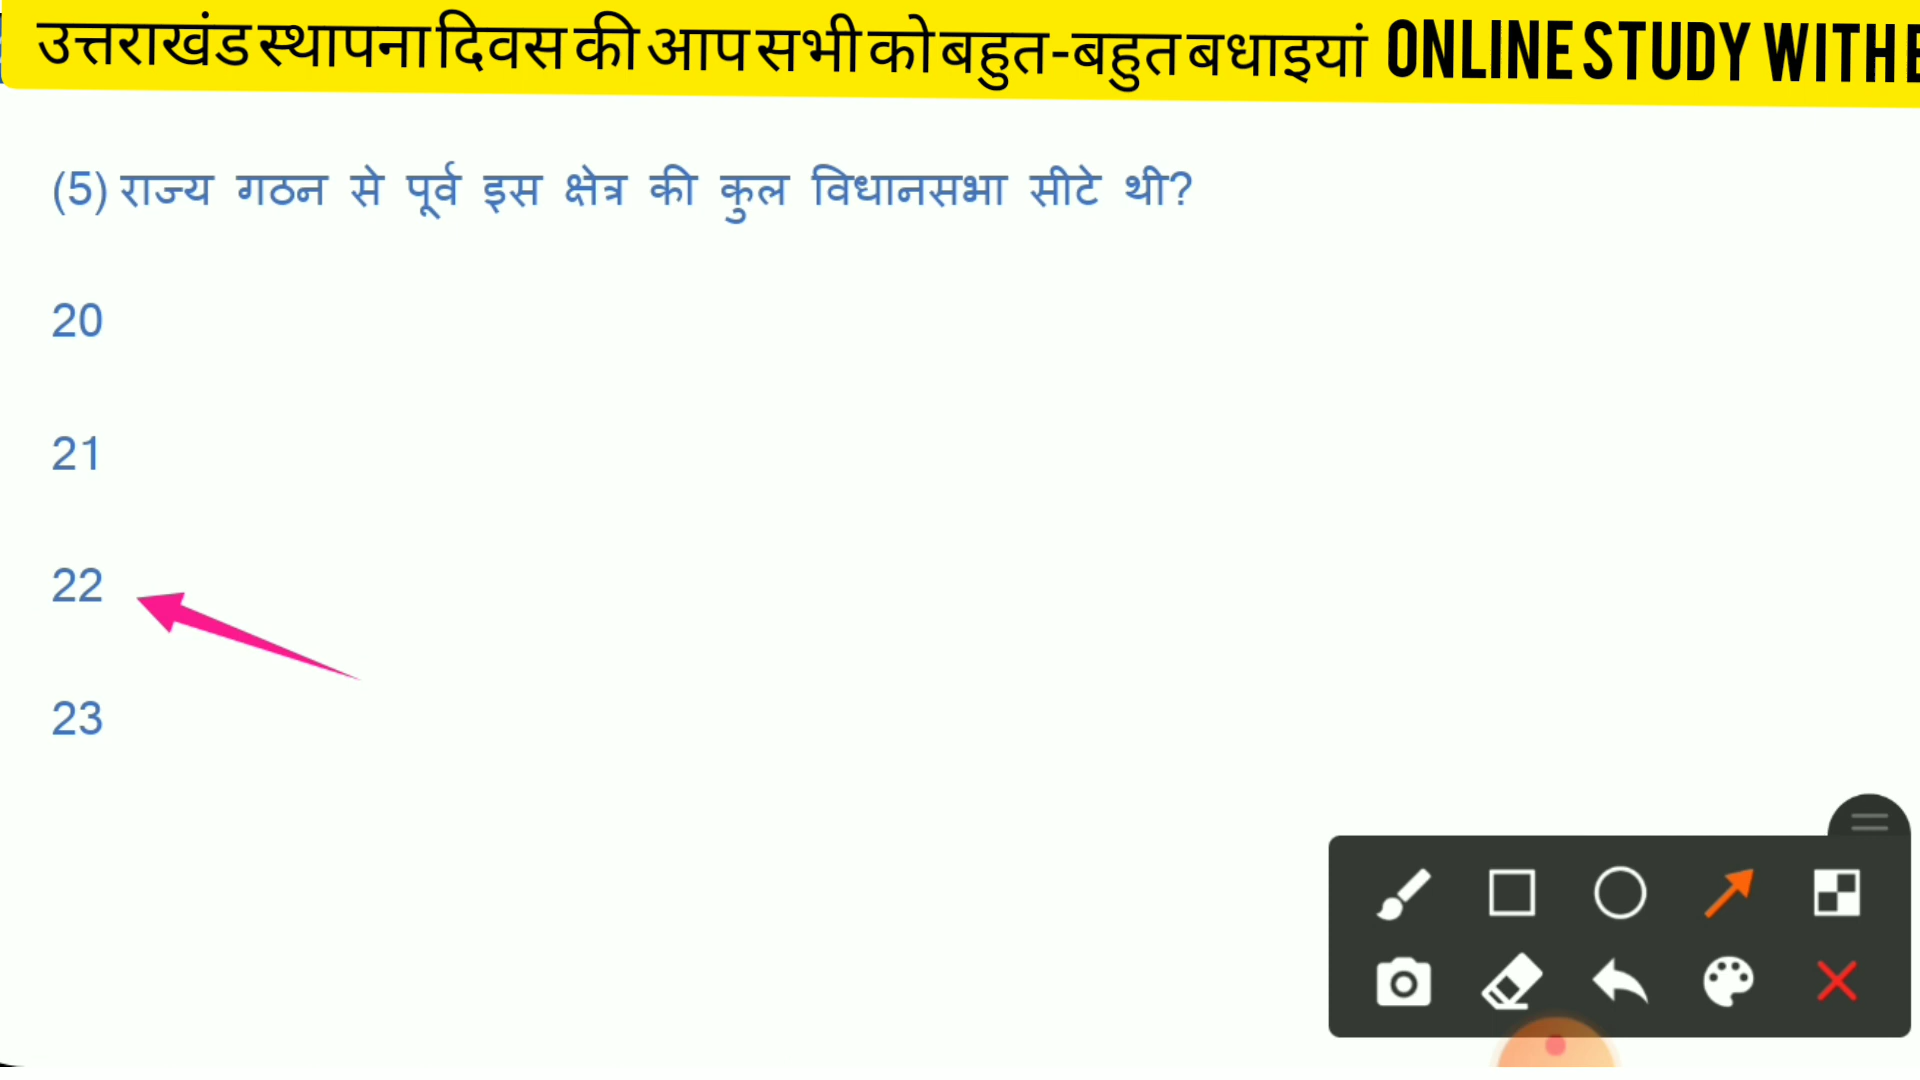 उत्तराखंड स्थापना दिवस की आप सभी को बहुत-बहुत बधाइयां ONLINE STUDY WITH
(5) राज्य गठन से पूर्व इस क्षेत्र की कुल विधानसभा सीटे थी?
20
21
22
23